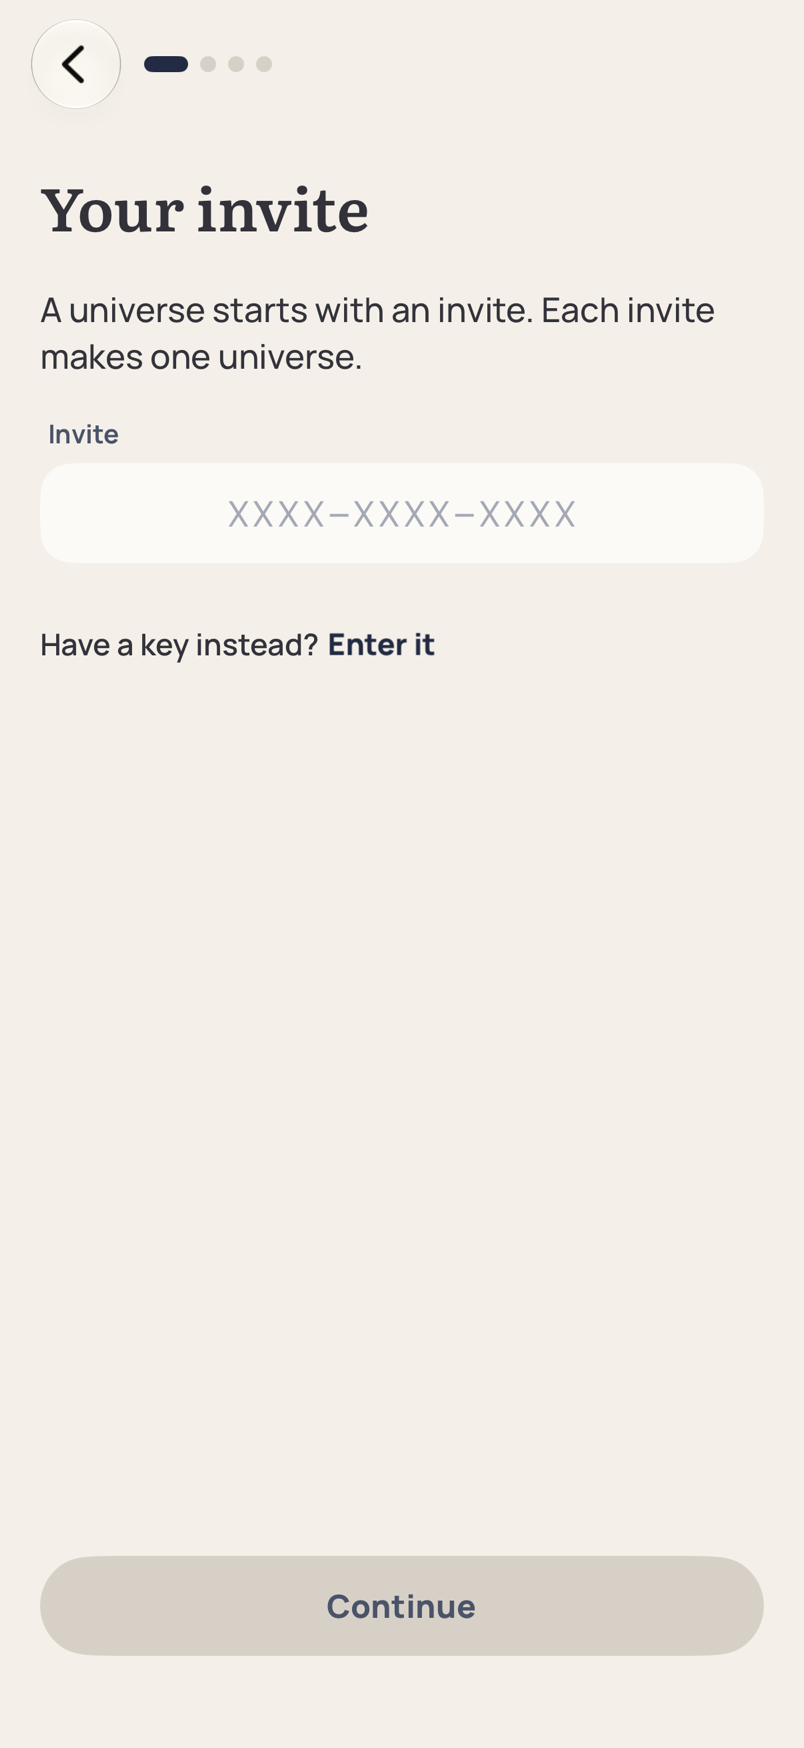 Your invite
A universe starts with an invite. Each invite
makes one universe.
Invite
XXXX–XXXX–XXXX
Have a key instead? Enter it
Continue